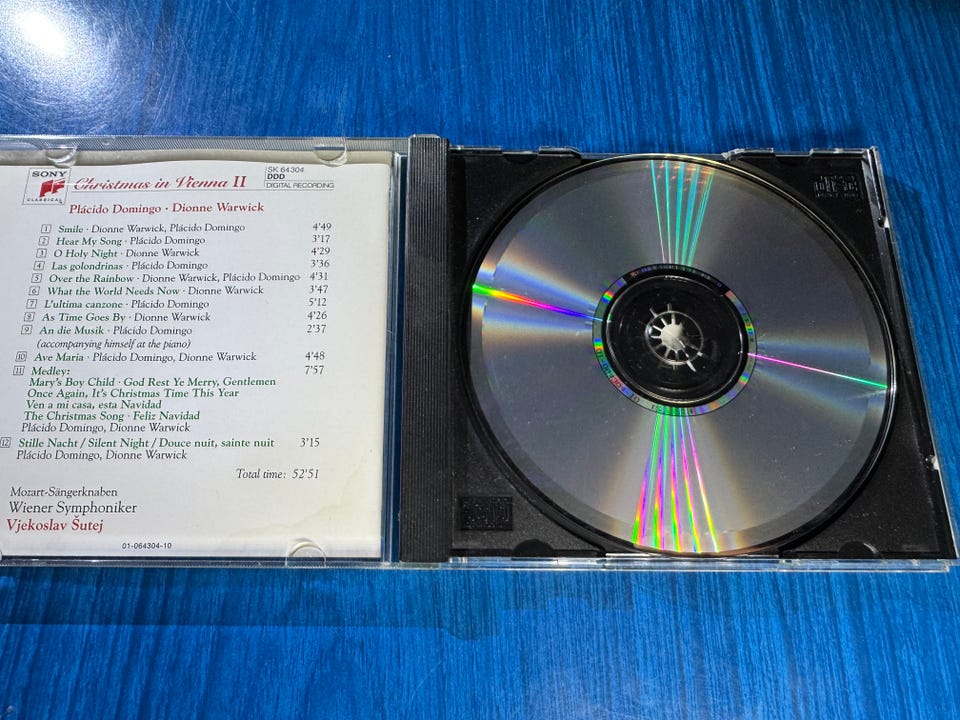 SONY
CLASSICAL
Christmas in Vienna II
SK 64304
DDD
DIGITAL RECORDING
Plácido Domingo · Dionne Warwick
1 Smile · Dionne Warwick, Plácido Domingo 4'49
2 Hear My Song · Plácido Domingo 3'17
3 O Holy Night · Dionne Warwick 4'29
4 Las golondrinas · Plácido Domingo 3'36
5 Over the Rainbow · Dionne Warwick, Plácido Domingo 4'31
6 What the World Needs Now · Dionne Warwick 3'47
7 L'ultima canzone · Plácido Domingo 5'12
8 As Time Goes By · Dionne Warwick 4'26
9 An die Musik · Plácido Domingo 2'37
(accompanying himself at the piano)
10 Ave Maria · Plácido Domingo, Dionne Warwick 4'48
11 Medley: 7'57
Mary's Boy Child · God Rest Ye Merry, Gentlemen
Once Again, It's Christmas Time This Year
Ven a mi casa, esta Navidad
The Christmas Song · Feliz Navidad
Plácido Domingo, Dionne Warwick
12 Stille Nacht / Silent Night / Douce nuit, sainte nuit 3'15
Plácido Domingo, Dionne Warwick
Total time: 52'51
Mozart-Sängerknaben
Wiener Symphoniker
Vjekoslav Šutej
01-064304-10